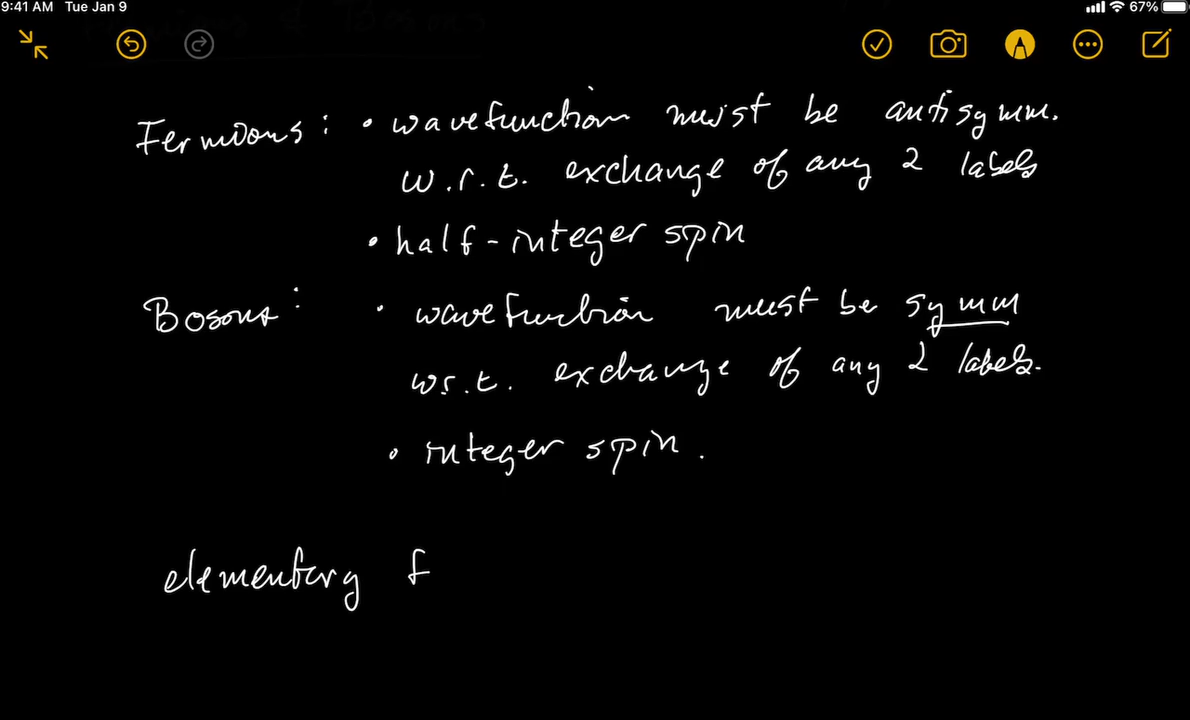 9:41 AM Tue Jan 9
67%
Fermions : • wavefunction must be antisymm.
w.r.t. exchange of any 2 labels
• half-integer spin
Bosons : • wavefunction must be symm
wr.t. exchange of any 2 labels.
• integer spin.
elementary f